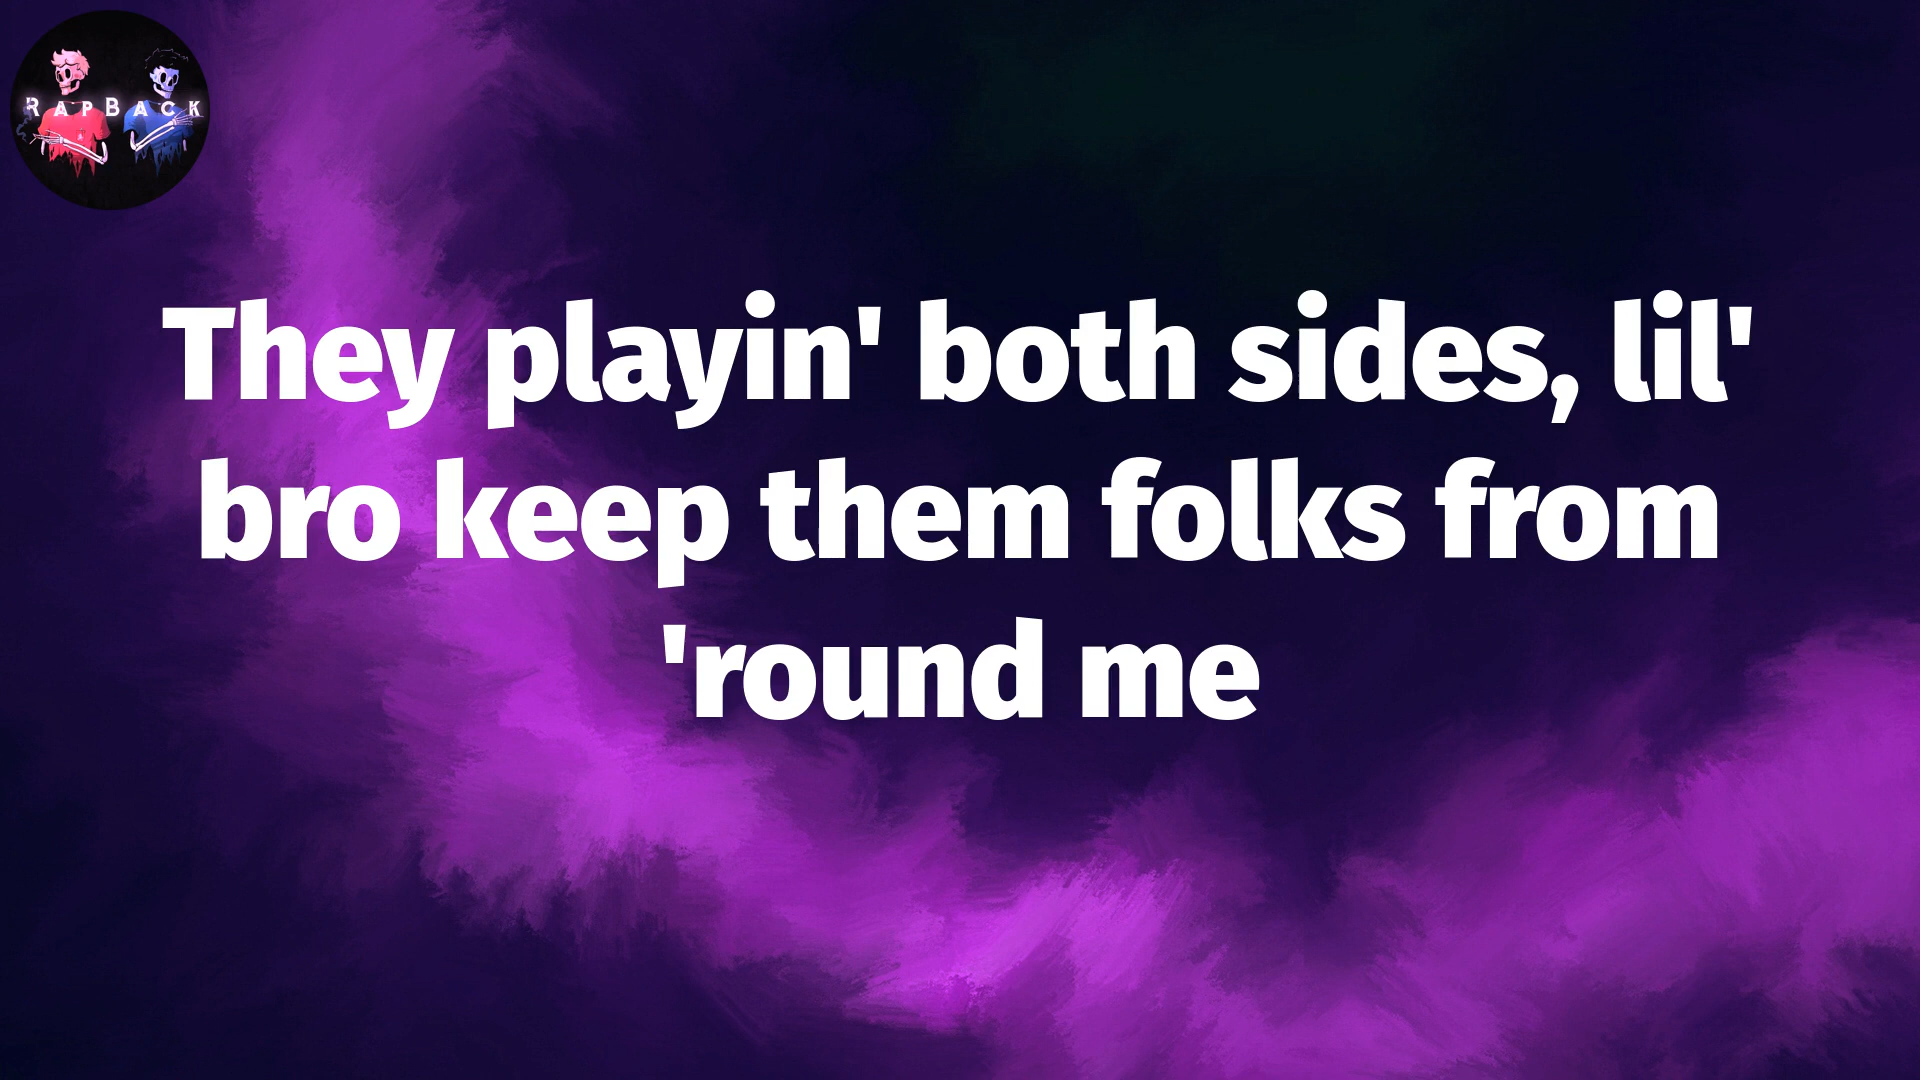 RAPBACK
They playin' both sides, lil'
bro keep them folks from
'round me